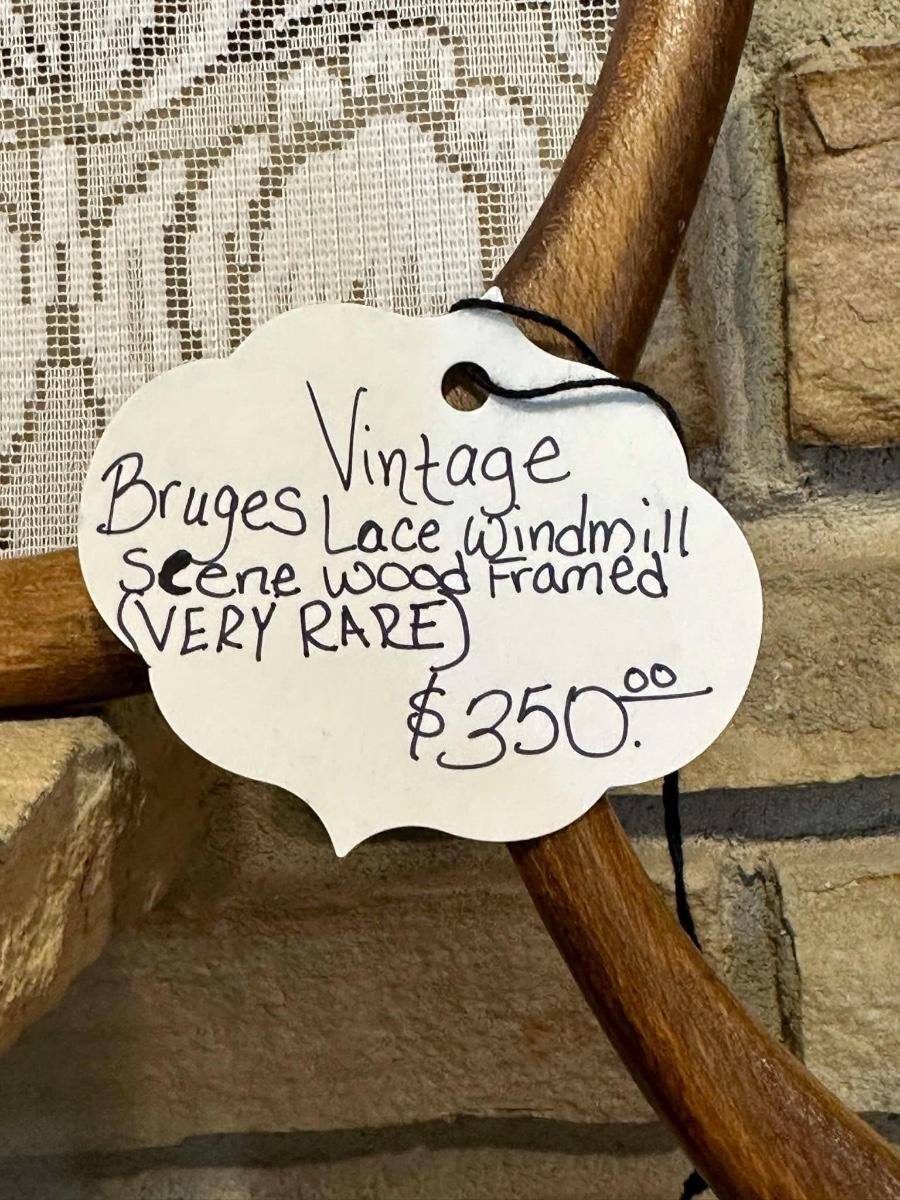 Vintage
Bruges Lace Windmill
Scene Wood Framed
(VERY RARE)
$350.00